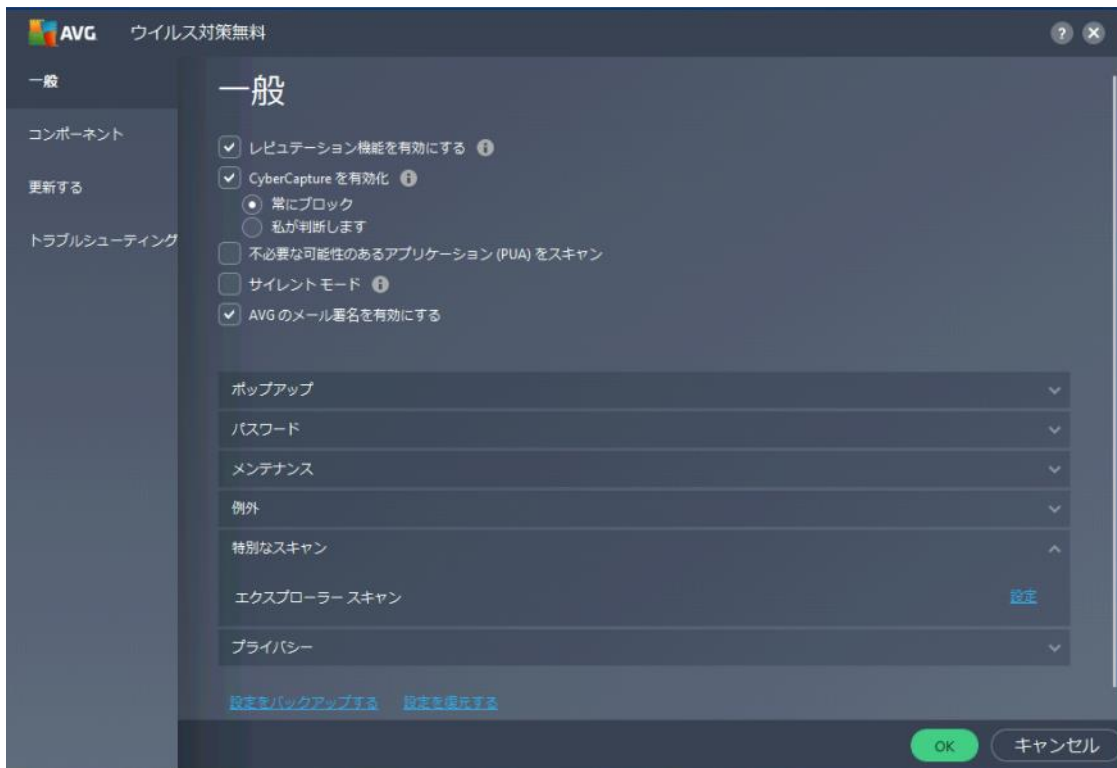 AVG ウイルス対策無料
一般
コンポーネント
更新する
トラブルシューティング
一般
レピュテーション機能を有効にする
CyberCapture を有効化
常にブロック
私が判断します
不必要な可能性のあるアプリケーション (PUA) をスキャン
サイレント モード
AVG のメール署名を有効にする
ポップアップ
パスワード
メンテナンス
例外
特別なスキャン
エクスプローラー スキャン 設定
プライバシー
設定をバックアップする 設定を復元する
OK キャンセル